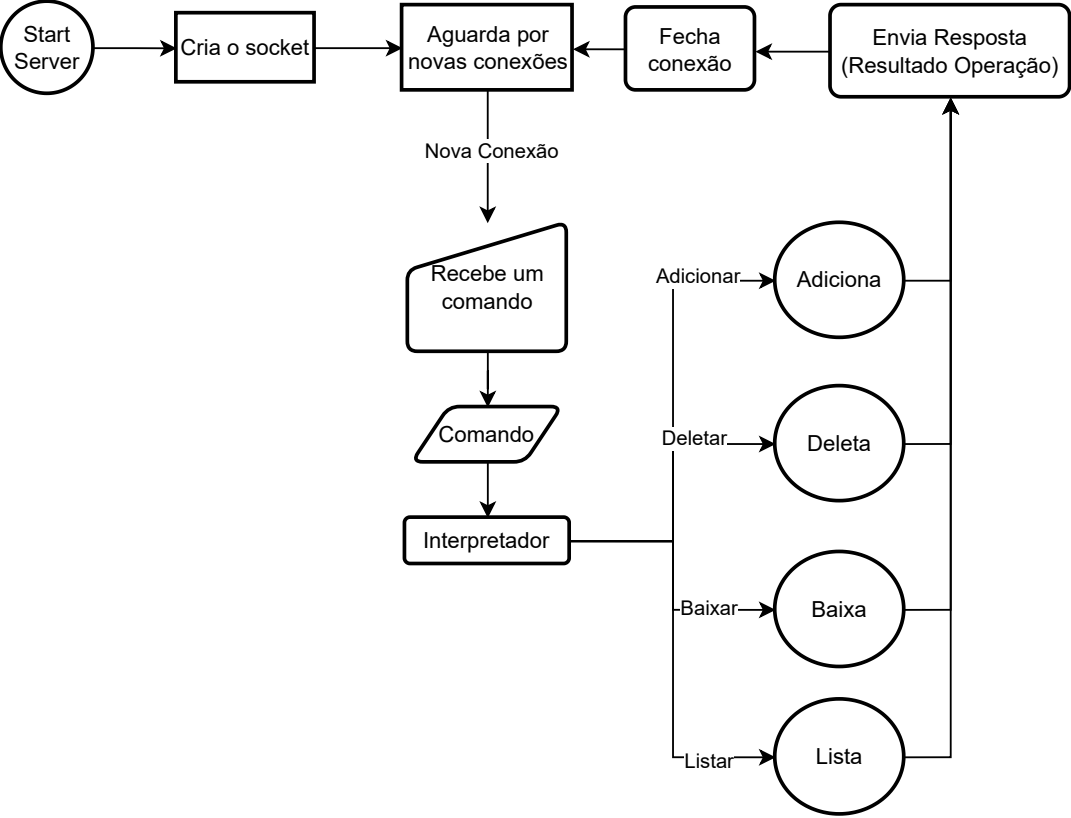 Start
Server
Cria o socket
Aguarda por
novas conexões
Fecha
conexão
Envia Resposta
(Resultado Operação)
Nova Conexão
Recebe um
comando
Comando
Interpretador
Adicionar
Adiciona
Deletar
Deleta
Baixar
Baixa
Listar
Lista